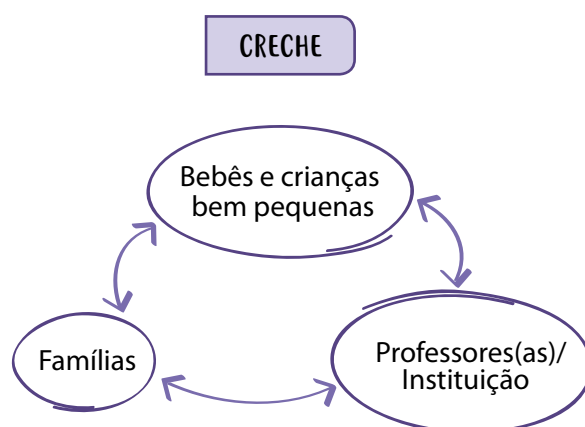 CRECHE
Bebês e crianças
bem pequenas
Famílias
Professores(as)/
Instituição